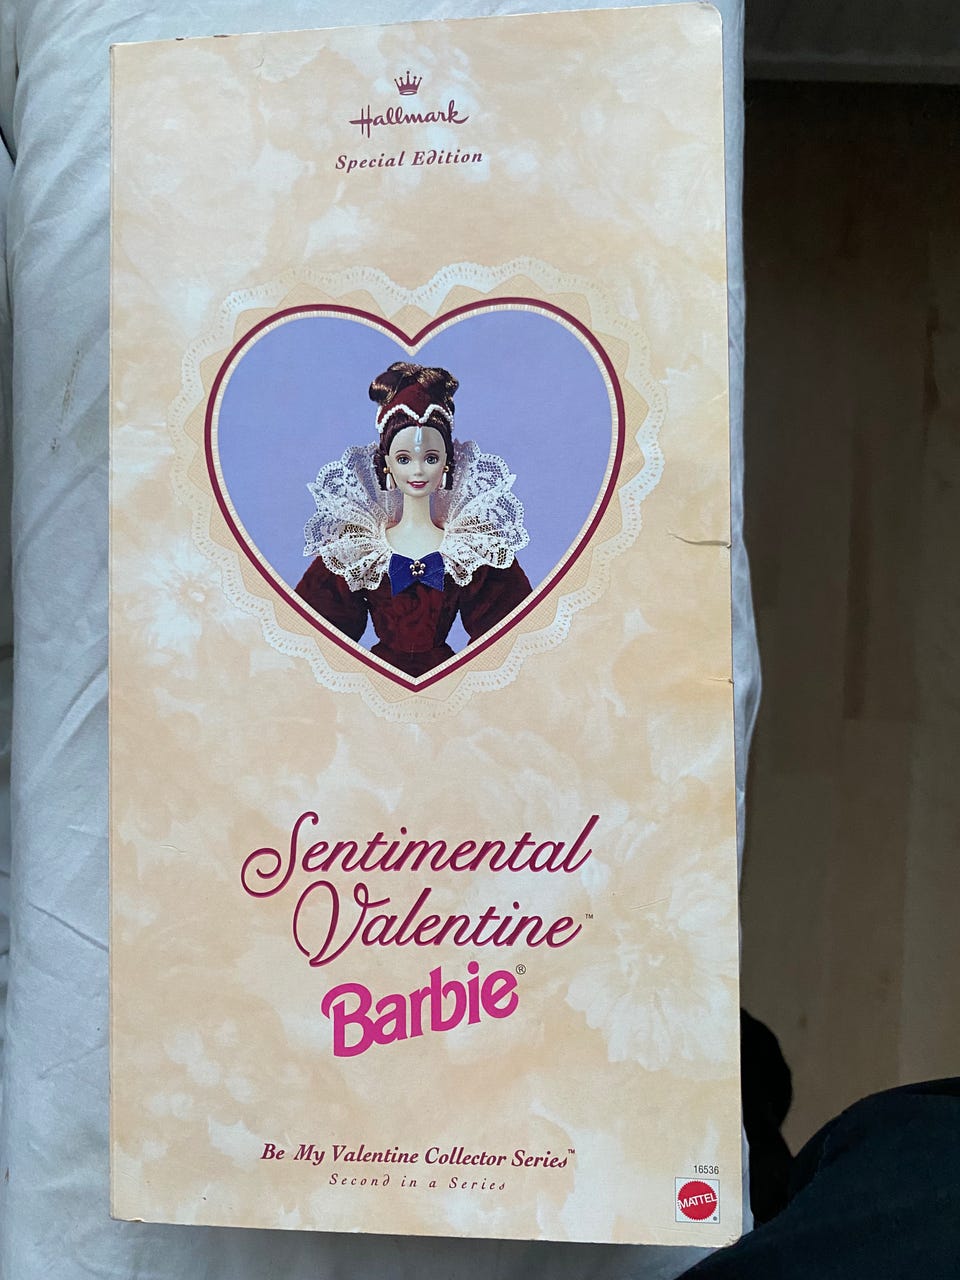 Hallmark
Special Edition
Sentimental
Valentine™
Barbie®
Be My Valentine Collector Series™
Second in a Series
16536
MATTEL
®